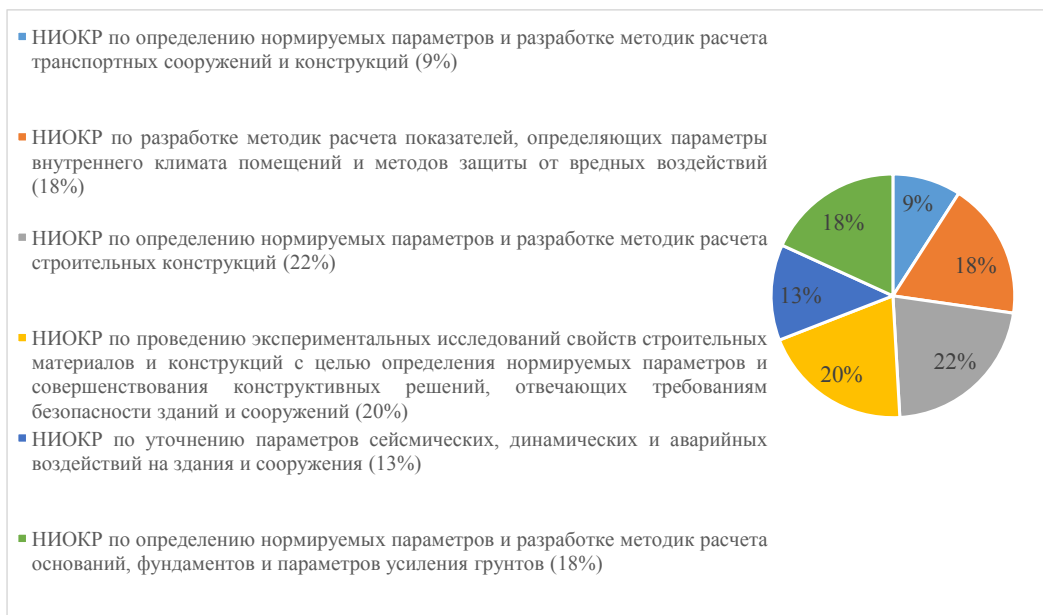 НИОКР по определению нормируемых параметров и разработке методик расчета
транспортных сооружений и конструкций (9%)
НИОКР по разработке методик расчета показателей, определяющих параметры
внутреннего климата помещений и методов защиты от вредных воздействий
(18%)
НИОКР по определению нормируемых параметров и разработке методик расчета
строительных конструкций (22%)
НИОКР по проведению экспериментальных исследований свойств строительных
материалов и конструкций с целью определения нормируемых параметров и
совершенствования конструктивных решений, отвечающих требованиям
безопасности зданий и сооружений (20%)
НИОКР по уточнению параметров сейсмических, динамических и аварийных
воздействий на здания и сооружения (13%)
НИОКР по определению нормируемых параметров и разработке методик расчета
оснований, фундаментов и параметров усиления грунтов (18%)
9%
18%
22%
20%
13%
18%